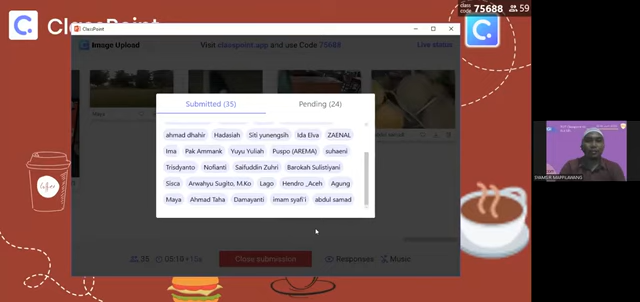 ClassPoint
class code 75688 59
ClassPoint
Image Upload
Visit classpoint.app and use Code 75688
Live status
Submitted (35)
Pending (24)
ahmad dhahir Hadasiah Siti yunengsih Ida Elva ZAENAL
Ima Pak Ammank Yuyu Yuliah Puspo (AREMA) suhaeni
Trisdyanto Nofianti Saifuddin Zuhri Barokah Sulistiyani
Sisca Arwahyu Sugito, M.Ko Lago Hendro _Aceh Agung
Maya Ahmad Taha Damayanti imam syafi'i abdul samad
35
Close submission
Responses
Music
Coffee
SYAMSIR MAPPILAWANG